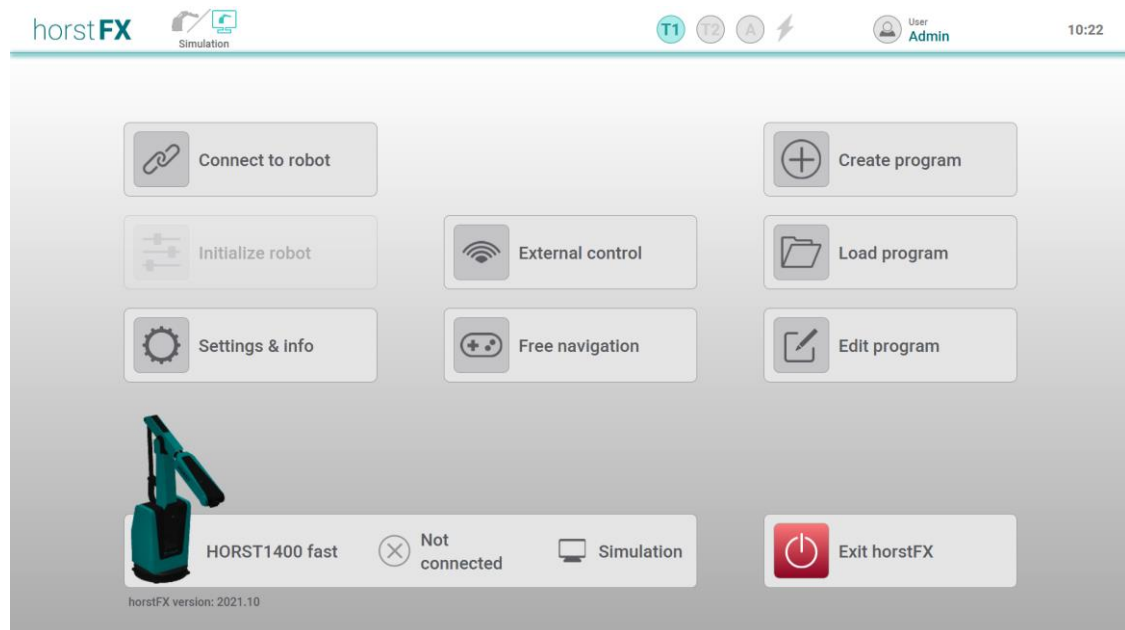 horstFX
Simulation
T1 T2 A
User
Admin
10:22
Connect to robot
Create program
Initialize robot
External control
Load program
Settings & info
Free navigation
Edit program
HORST1400 fast
Not
connected
Simulation
Exit horstFX
horstFX version: 2021.10